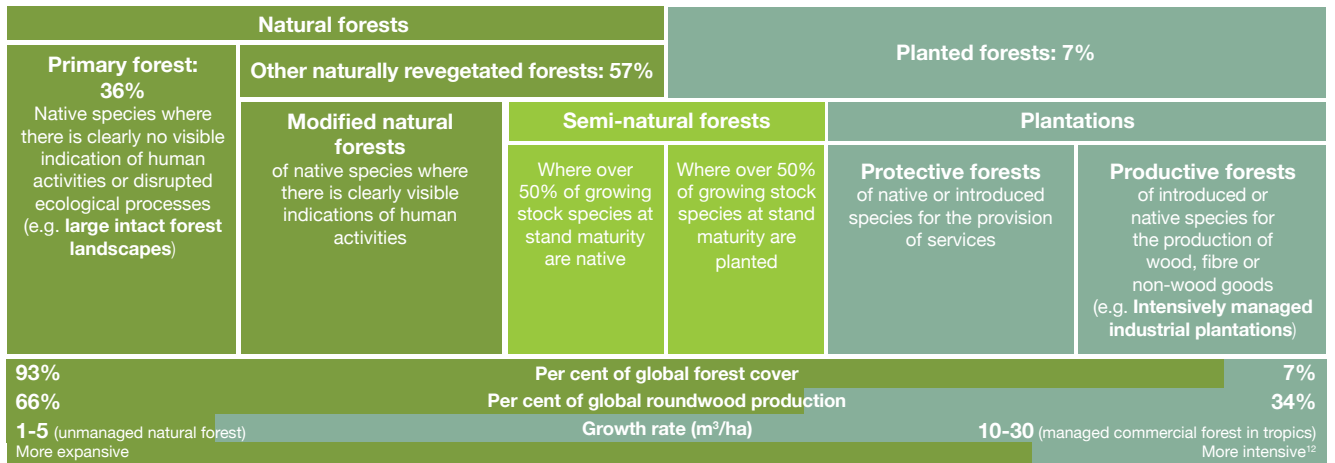 Natural forests
Planted forests: 7%
Primary forest:
36%
Native species where
there is clearly no visible
indication of human
activities or disrupted
ecological processes
(e.g. large intact forest
landscapes)
Other naturally revegetated forests: 57%
Modified natural
forests
of native species where
there is clearly visible
indications of human
activities
Semi-natural forests
Where over
50% of growing
stock species at
stand maturity
are native
Where over 50%
of growing stock
species at stand
maturity are
planted
Plantations
Protective forests
of native or introduced
species for the provision
of services
Productive forests
of introduced or
native species for
the production of
wood, fibre or
non-wood goods
(e.g. Intensively managed
industrial plantations)
93% Per cent of global forest cover 7%
66% Per cent of global roundwood production 34%
1-5 (unmanaged natural forest) Growth rate (m³/ha) 10-30 (managed commercial forest in tropics)
More expansive More intensive¹²